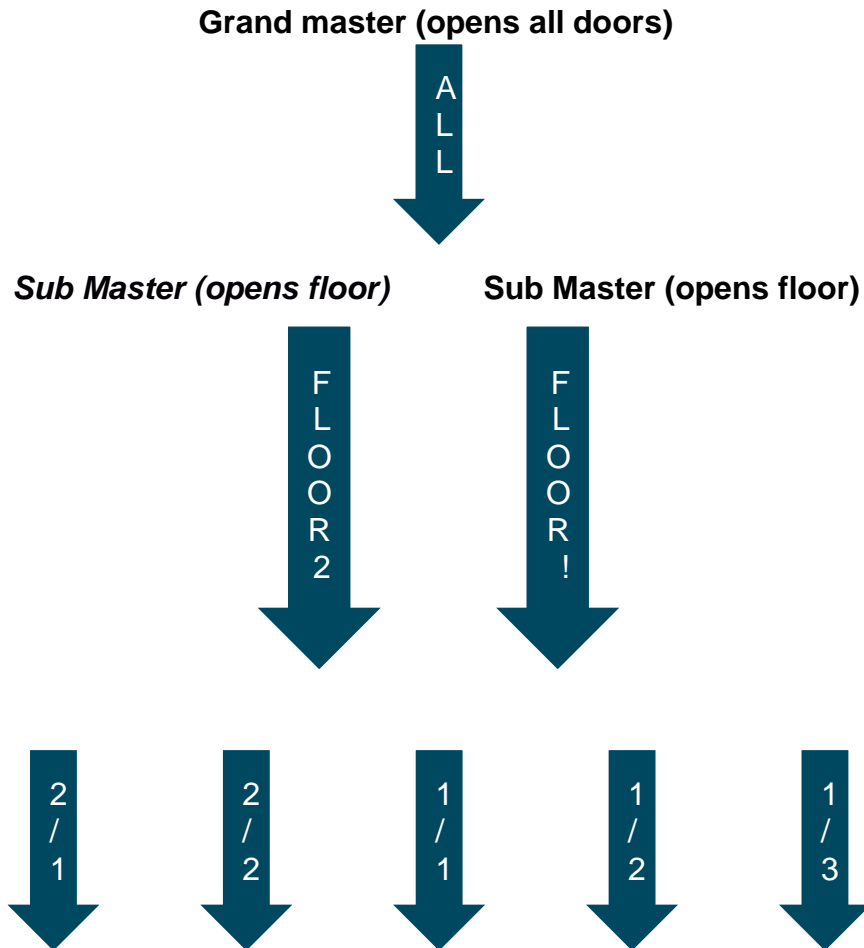 Grand master (opens all doors)
ALL
Sub Master (opens floor)
Sub Master (opens floor)
FLOOR2
FLOOR!
2/1
2/2
1/1
1/2
1/3